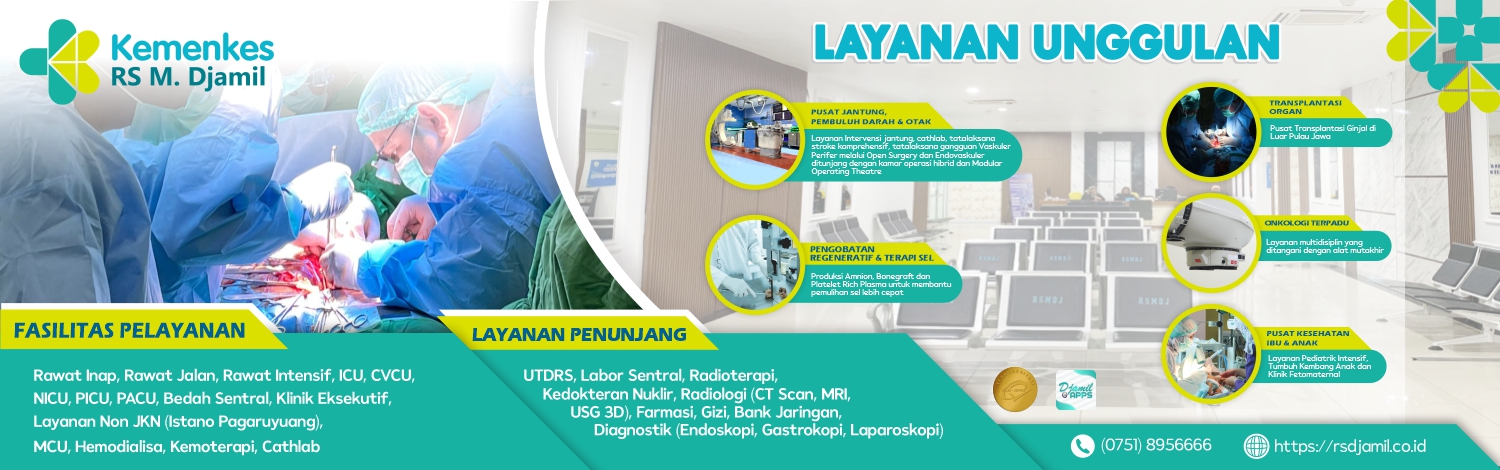 Kemenkes
RS M. Djamil
LAYANAN UNGGULAN
PUSAT JANTUNG,
PEMBULUH DARAH & OTAK
Layanan Intervensi jantung, cathlab, tatalaksana
stroke komprehensif, tatalaksana gangguan Vaskuler
Perifer melalui Open Surgery dan Endovaskuler
ditunjang dengan kamar operasi hibrid dan Modular
Operating Theatre
PENGOBATAN
REGENERATIF & TERAPI SEL
Produksi Amnion, Bonegraft dan
Platelet Rich Plasma untuk membantu
pemulihan sel lebih cepat
TRANSPLANTASI
ORGAN
Pusat Transplantasi Ginjal di
Luar Pulau Jawa
ONKOLOGI TERPADU
Layanan multidisiplin yang
ditangani dengan alat mutakhir
PUSAT KESEHATAN
IBU & ANAK
Layanan Pediatrik Intensif,
Tumbuh Kembang Anak dan
Klinik Fetomaternal
RSMDJ
RSMDJ
RSMDJ
RSMDJ
FASILITAS PELAYANAN
Rawat Inap, Rawat Jalan, Rawat Intensif, ICU, CVCU,
NICU, PICU, PACU, Bedah Sentral, Klinik Eksekutif,
Layanan Non JKN (Istano Pagaruyuang),
MCU, Hemodialisa, Kemoterapi, Cathlab
LAYANAN PENUNJANG
UTDRS, Labor Sentral, Radioterapi,
Kedokteran Nuklir, Radiologi (CT Scan, MRI,
USG 3D), Farmasi, Gizi, Bank Jaringan,
Diagnostik (Endoskopi, Gastrokopi, Laparoskopi)
Djamil
APPS
(0751) 8956666
https://rsdjamil.co.id